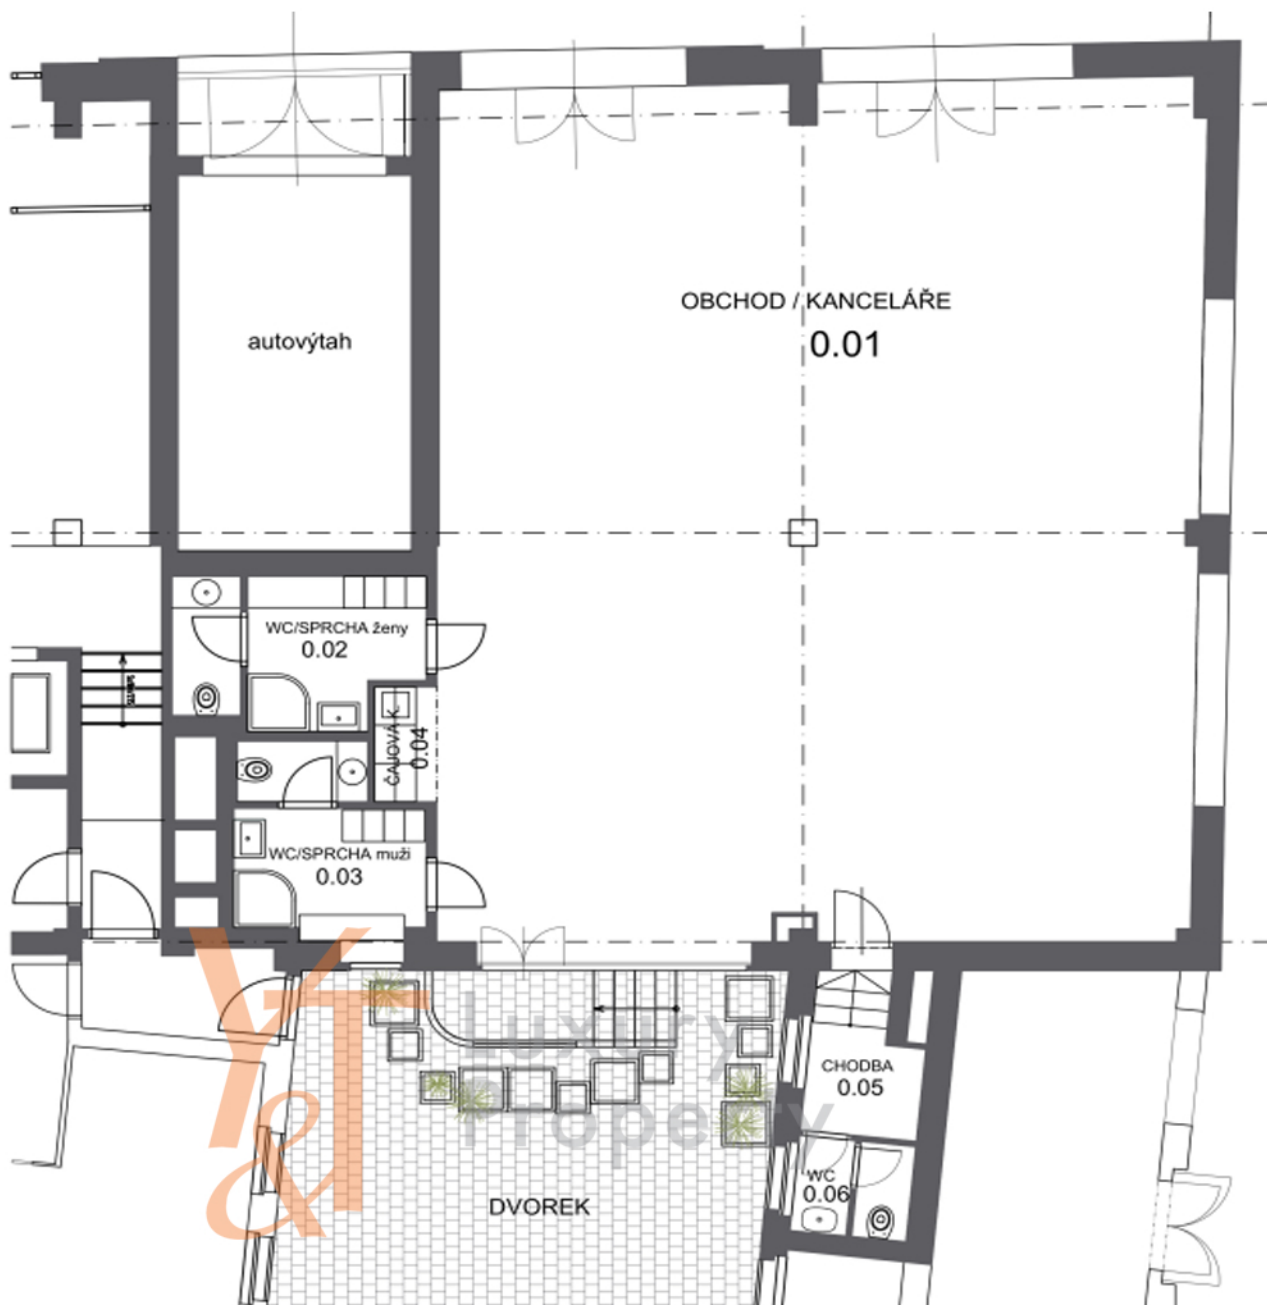 OBCHOD / KANCELÁŘE
0.01
autovýtah
WC/SPRCHA ženy
0.02
ČAJOVÁ K.
0.04
WC/SPRCHA muži
0.03
CHODBA
0.05
WC
0.06
DVOREK
Y&T
Luxury
Property